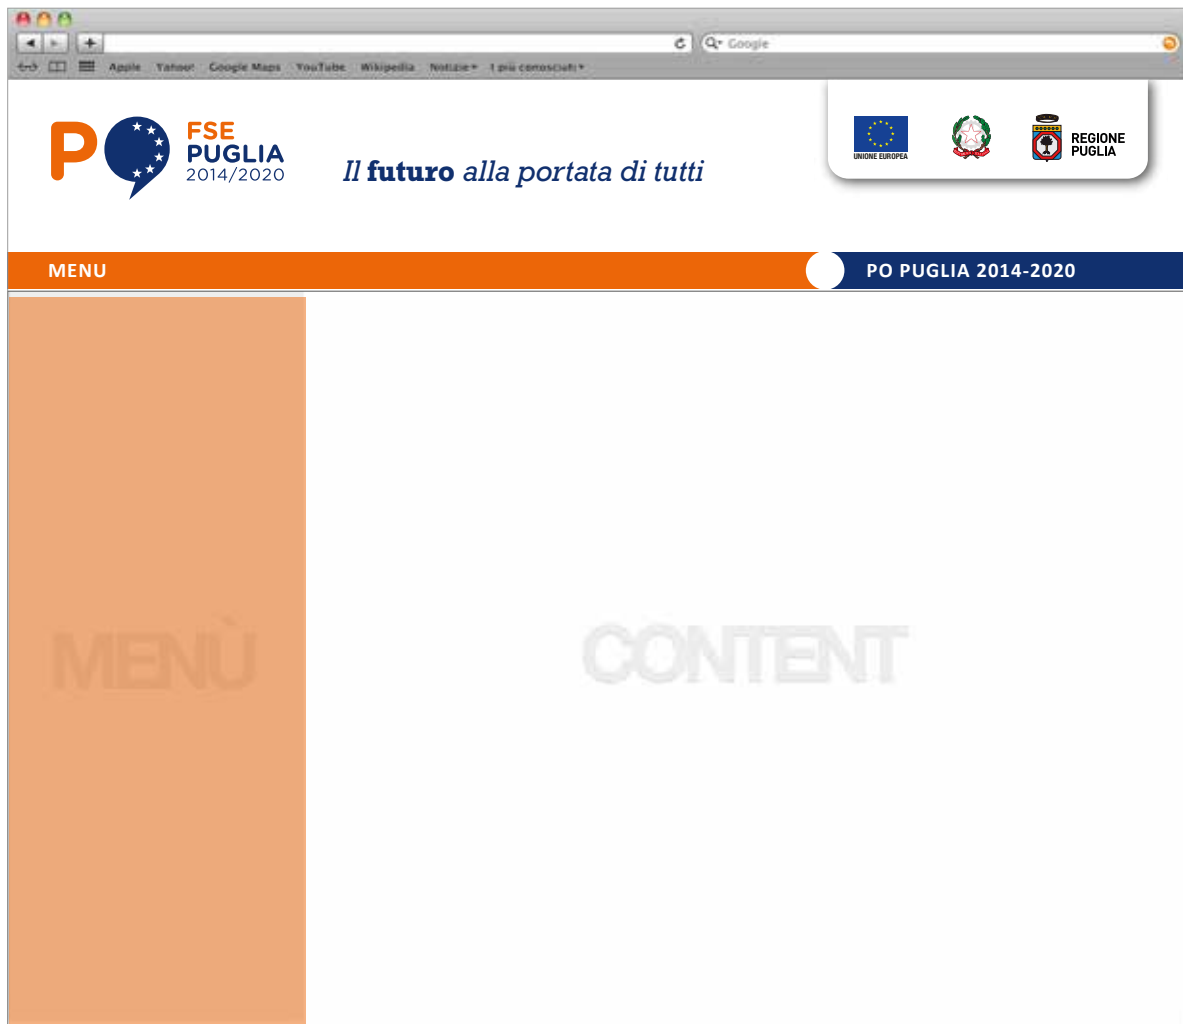 Google
Apple Yahoo! Google Maps YouTube Wikipedia Notizie I più conosciuti
PO
FSE
PUGLIA
2014/2020
Il futuro alla portata di tutti
UNIONE EUROPEA
REGIONE
PUGLIA
MENU
PO PUGLIA 2014-2020
MENÙ
CONTENT